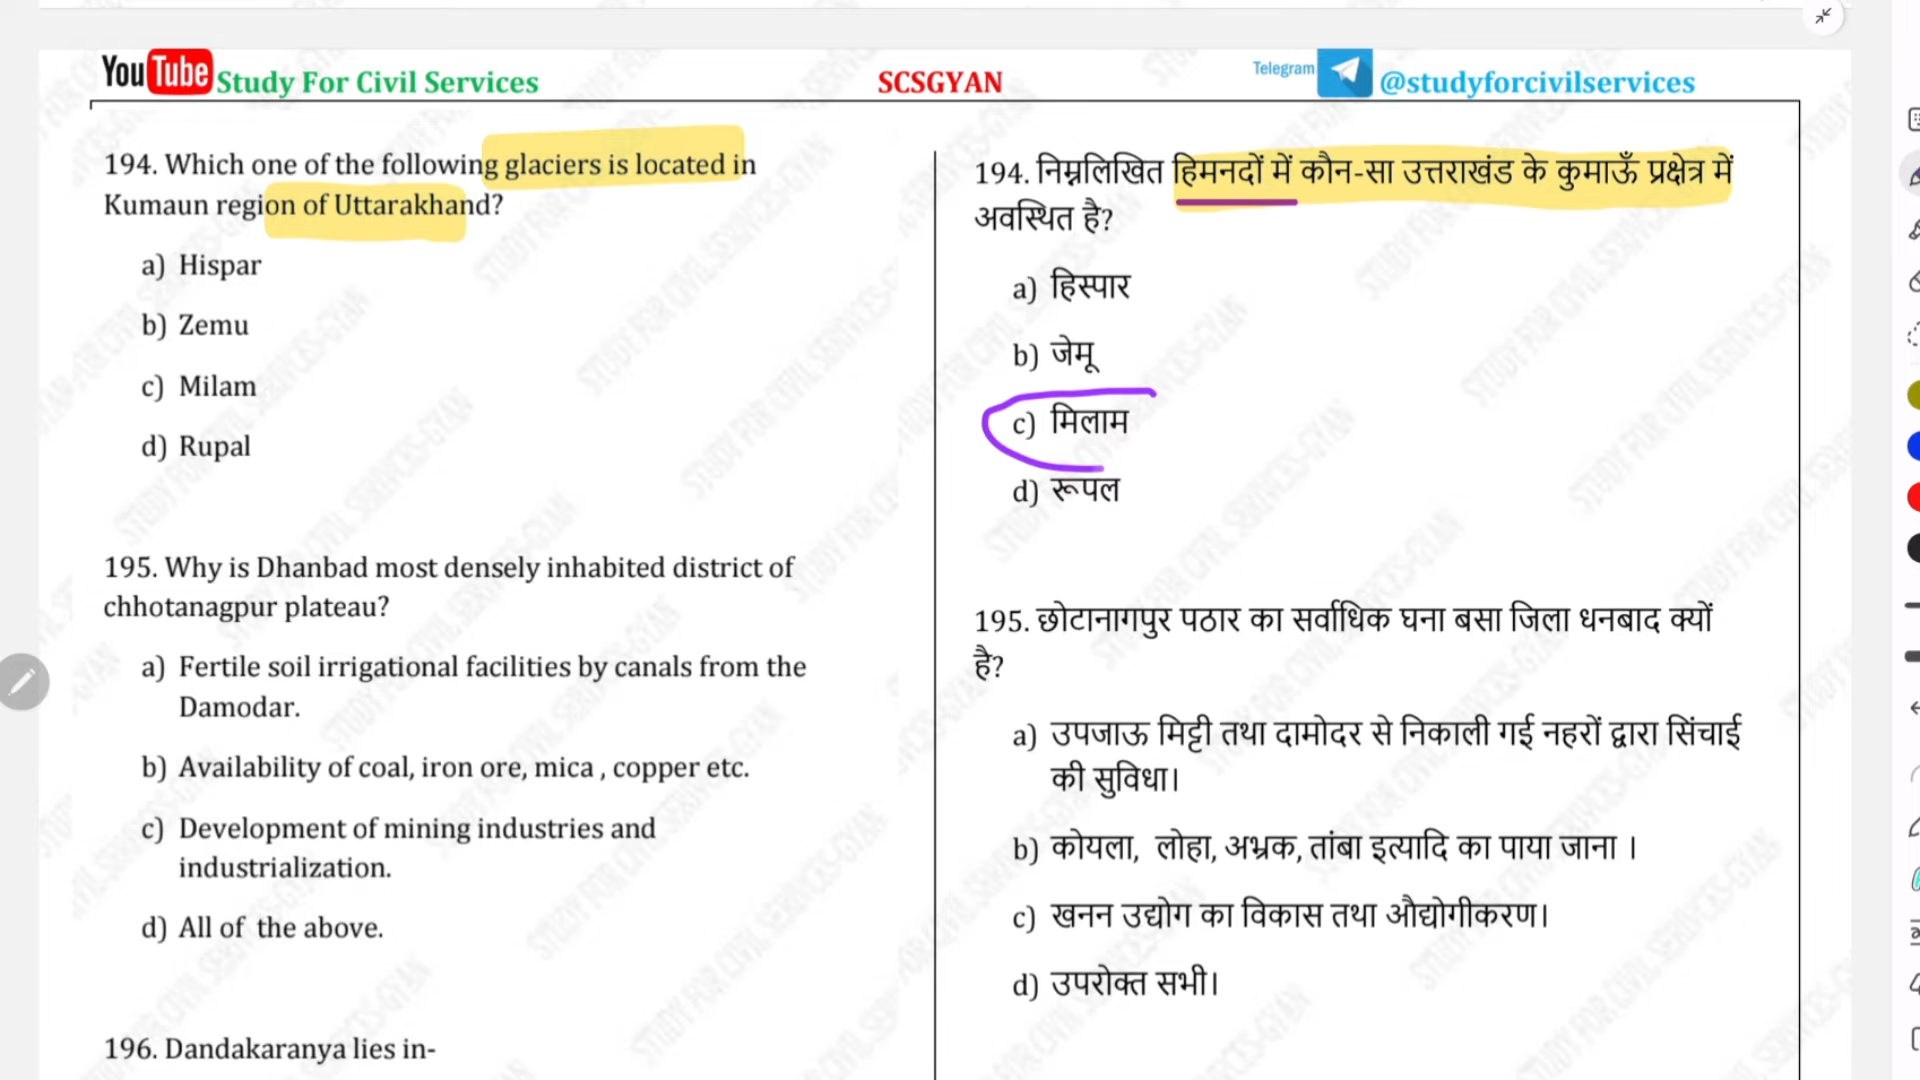 YouTube Study For Civil Services
SCSGYAN
Telegram @studyforcivilservices
194. Which one of the following glaciers is located in
Kumaun region of Uttarakhand?
a) Hispar
b) Zemu
c) Milam
d) Rupal
195. Why is Dhanbad most densely inhabited district of
chhotanagpur plateau?
a) Fertile soil irrigational facilities by canals from the
Damodar.
b) Availability of coal, iron ore, mica , copper etc.
c) Development of mining industries and
industrialization.
d) All of the above.
196. Dandakaranya lies in-
194. निम्नलिखित हिमनदों में कौन-सा उत्तराखंड के कुमाऊँ प्रक्षेत्र में
अवस्थित है?
a) हिस्पार
b) जेमू
c) मिलाम
d) रूपल
195. छोटानागपुर पठार का सर्वाधिक घना बसा जिला धनबाद क्यों
है?
a) उपजाऊ मिट्टी तथा दामोदर से निकाली गई नहरों द्वारा सिंचाई
की सुविधा।
b) कोयला, लोहा, अभ्रक, तांबा इत्यादि का पाया जाना ।
c) खनन उद्योग का विकास तथा औद्योगीकरण।
d) उपरोक्त सभी।